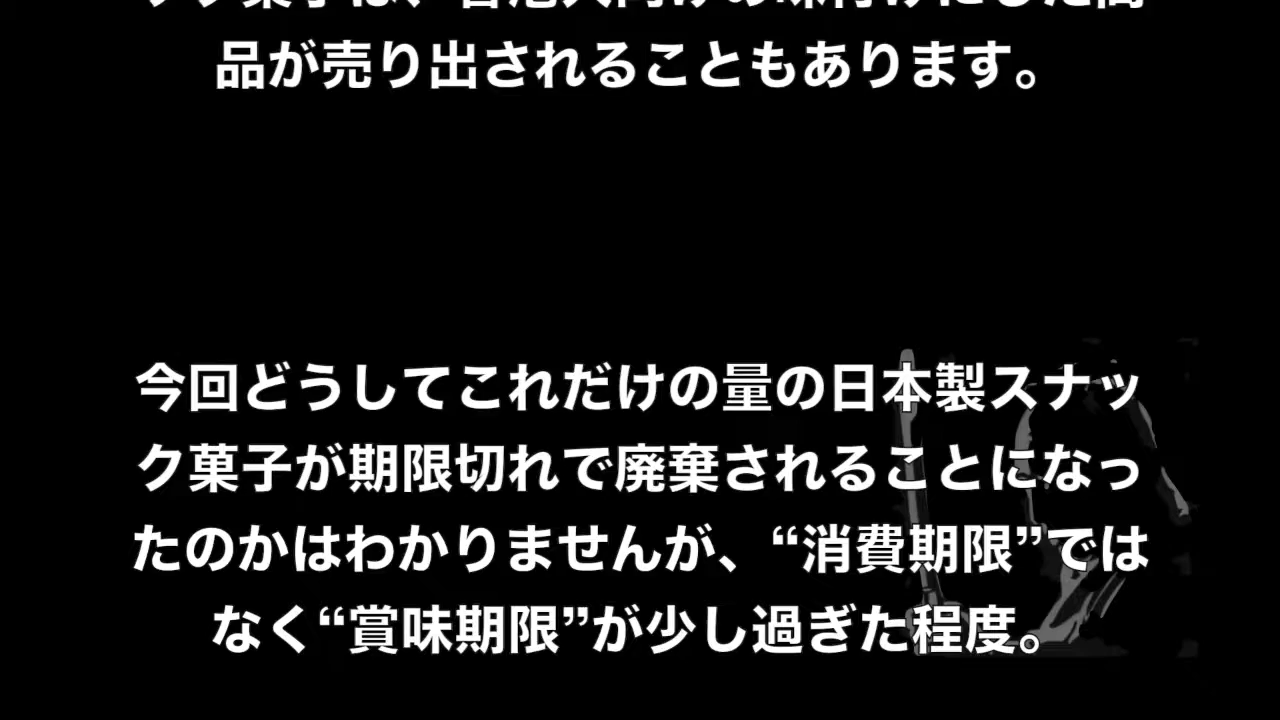 品が売り出されることもあります。
今回どうしてこれだけの量の日本製スナッ
ク菓子が期限切れで廃棄されることになっ
たのかはわかりませんが、“消費期限”では
なく“賞味期限”が少し過ぎた程度。